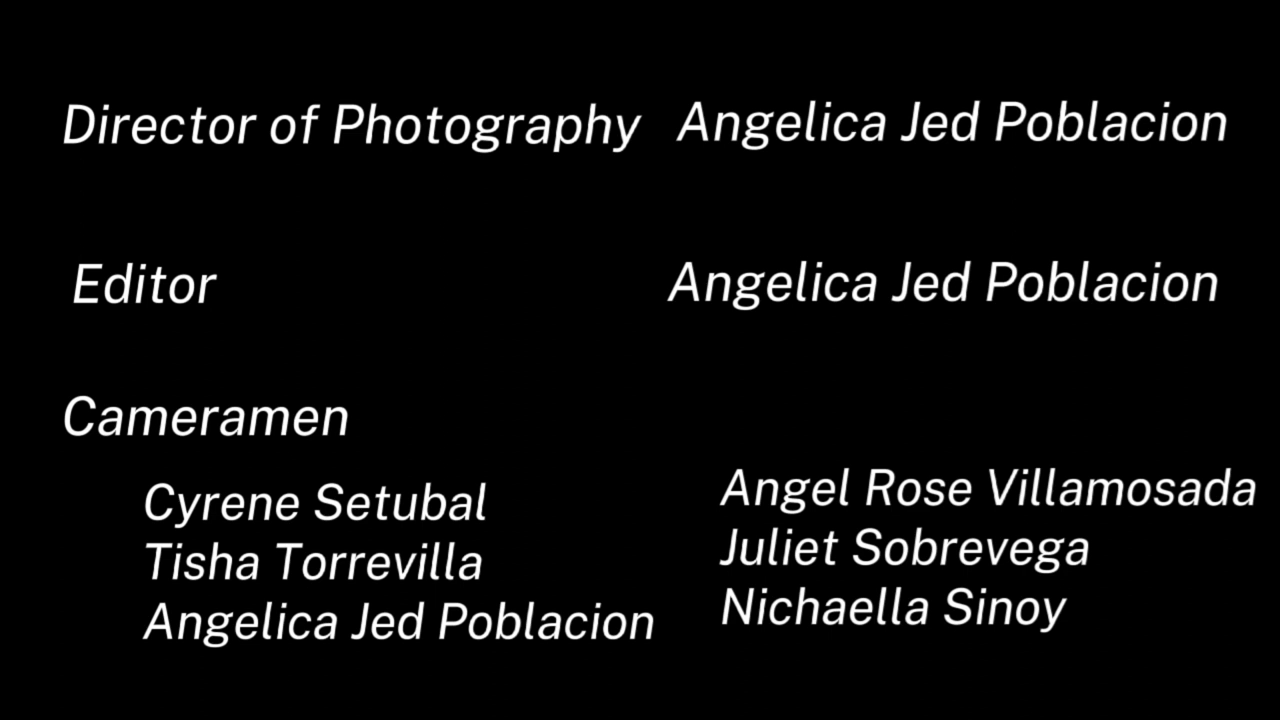 Director of Photography Angelica Jed Poblacion
Editor Angelica Jed Poblacion
Cameramen
Cyrene Setubal
Tisha Torrevilla
Angelica Jed Poblacion
Angel Rose Villamosada
Juliet Sobrevega
Nichaella Sinoy